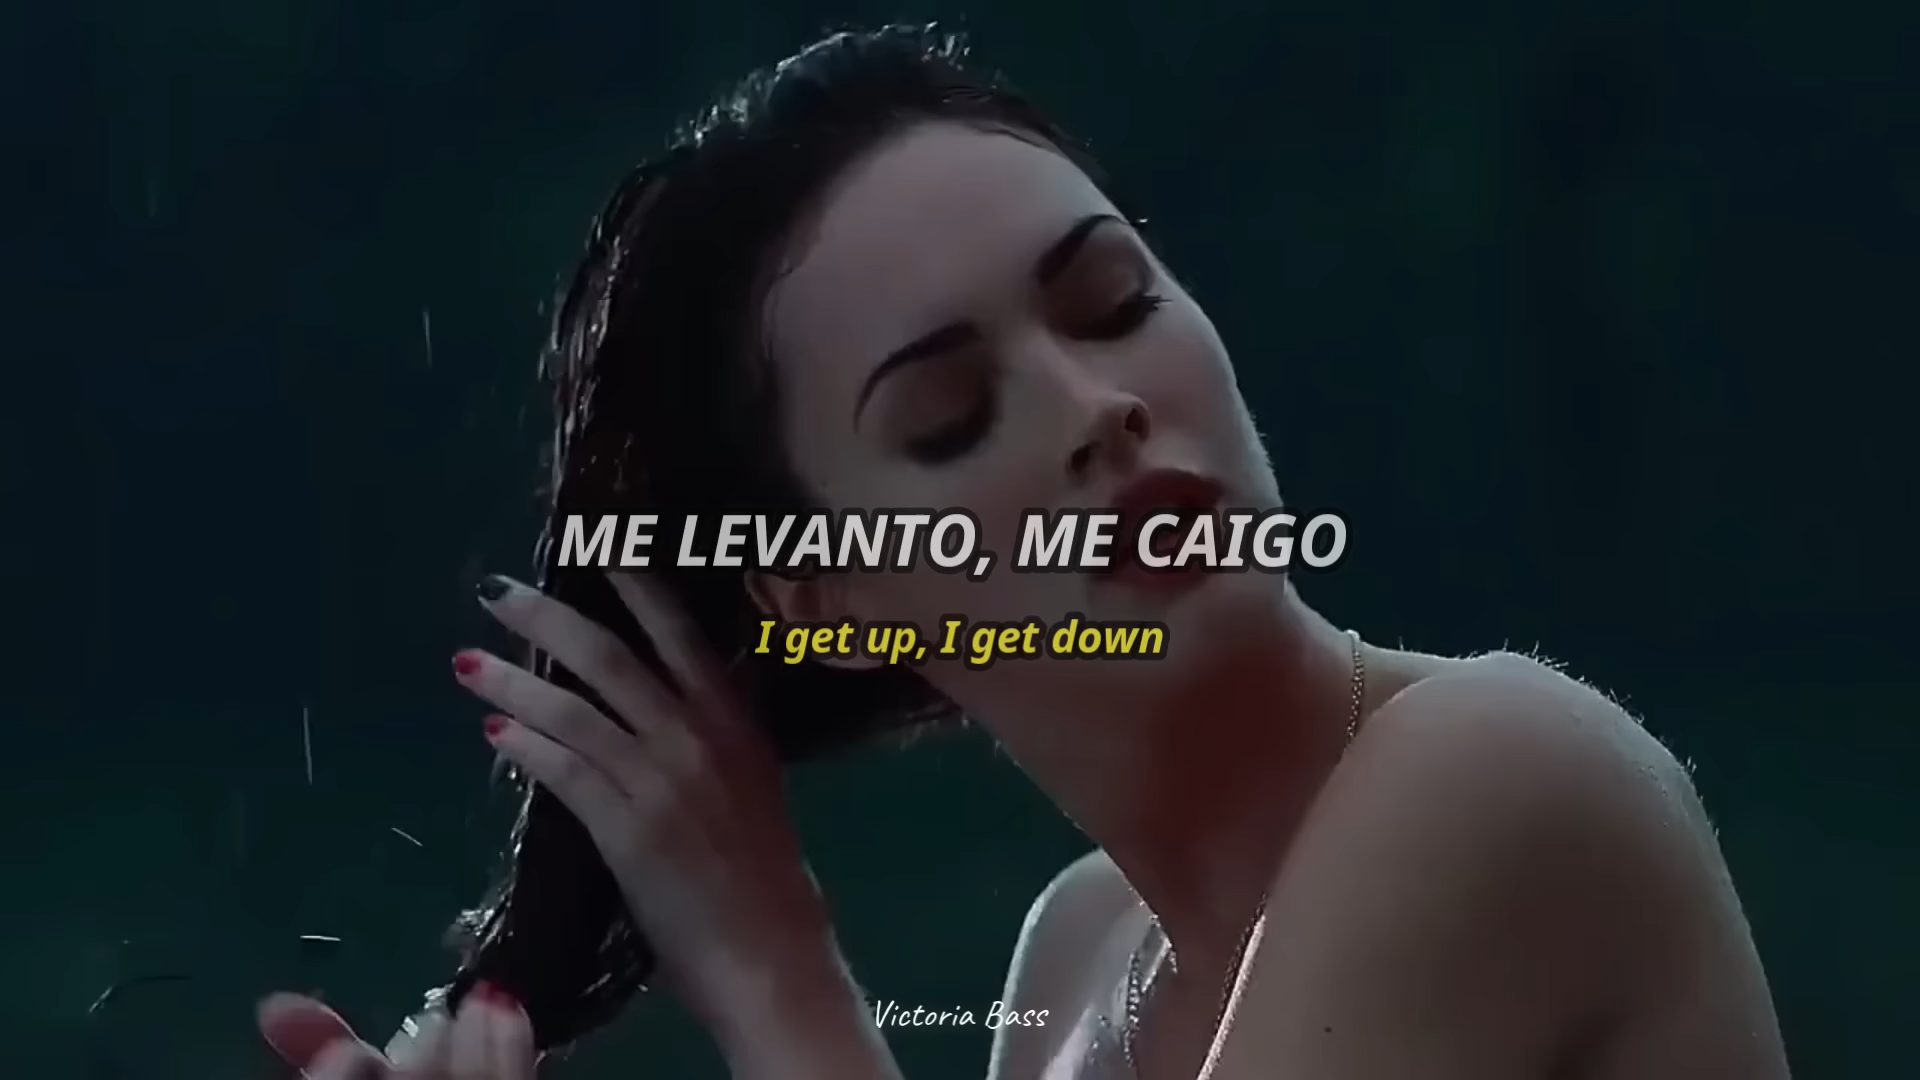 ME LEVANTO, ME CAIGO
I get up, I get down
Victoria Bass